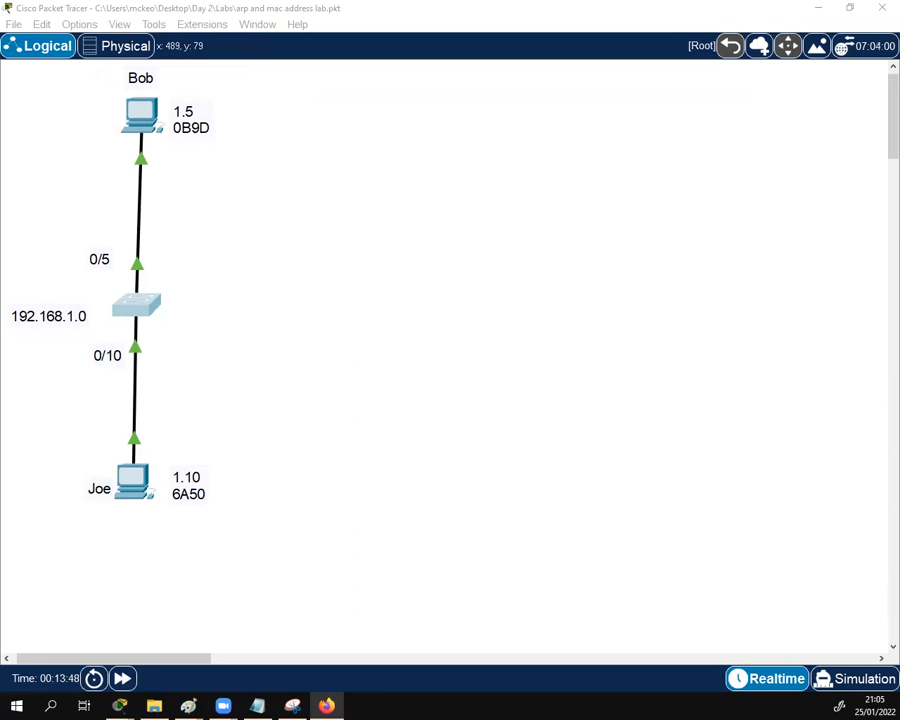 Cisco Packet Tracer - C:\Users\mckeo\Desktop\Day 2\Labs\arp and mac address lab.pkt
File Edit Options View Tools Extensions Window Help
Logical Physical x: 489, y: 79 [Root] 07:04:00
Bob
1.5
0B9D
0/5
192.168.1.0
0/10
1.10
Joe
6A50
Time: 00:13:48 Realtime Simulation
21:05
25/01/2022